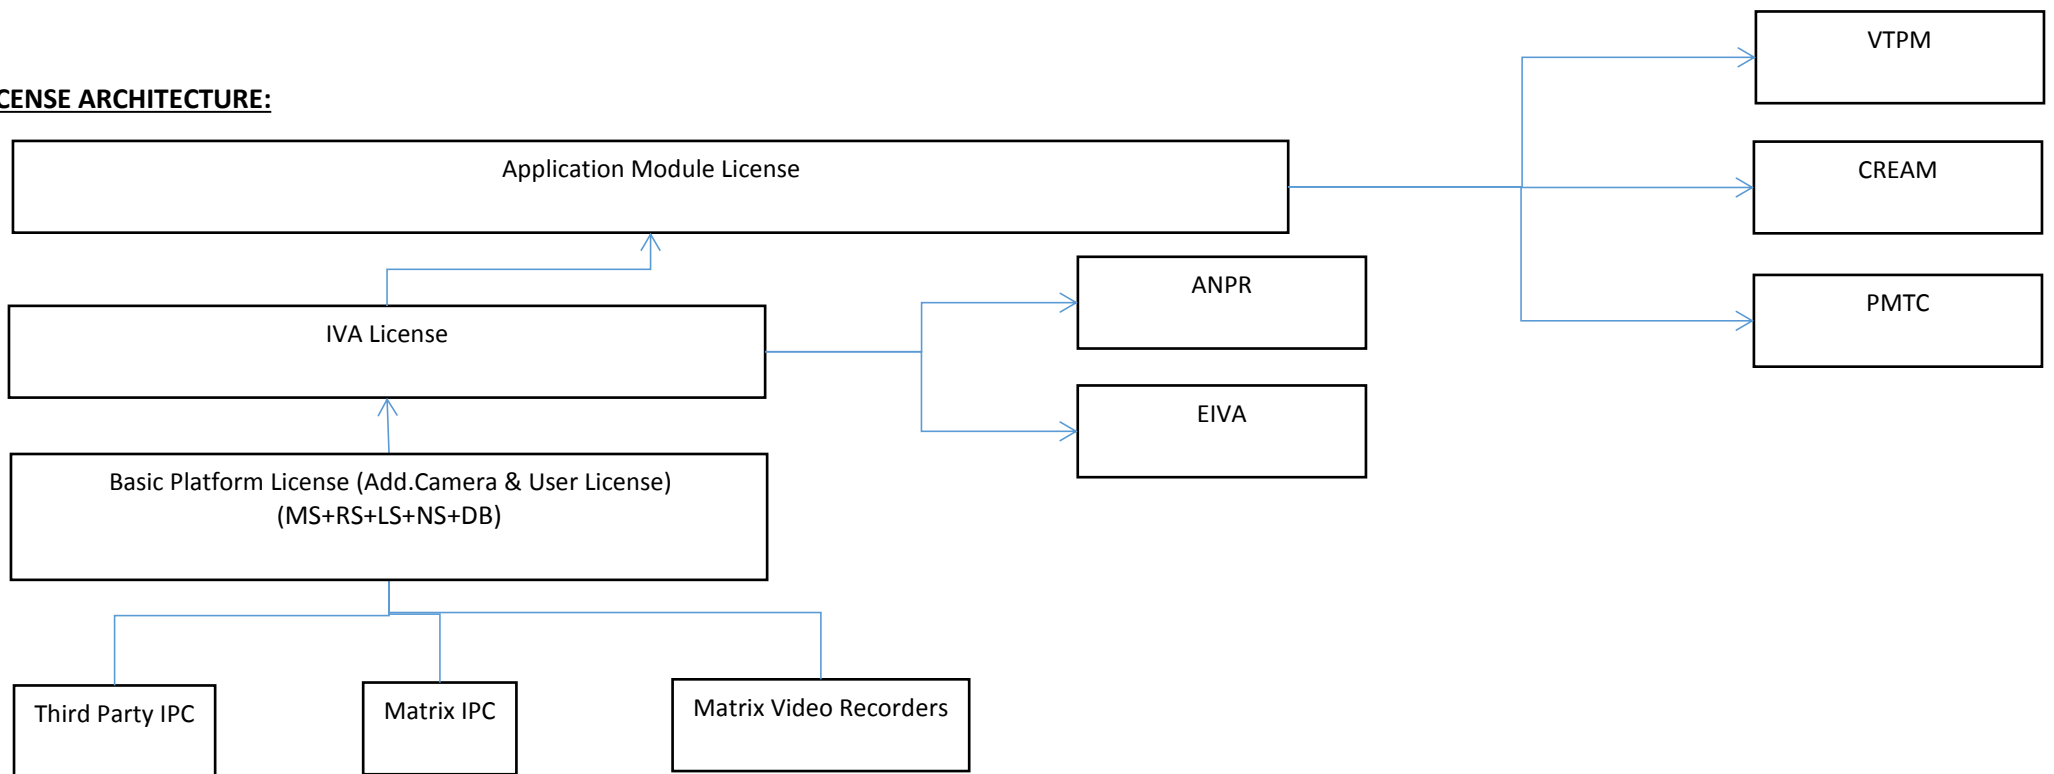 CENSE ARCHITECTURE:
VTPM
Application Module License
CREAM
ANPR
PMTC
IVA License
EIVA
Basic Platform License (Add.Camera & User License)
(MS+RS+LS+NS+DB)
Third Party IPC
Matrix IPC
Matrix Video Recorders